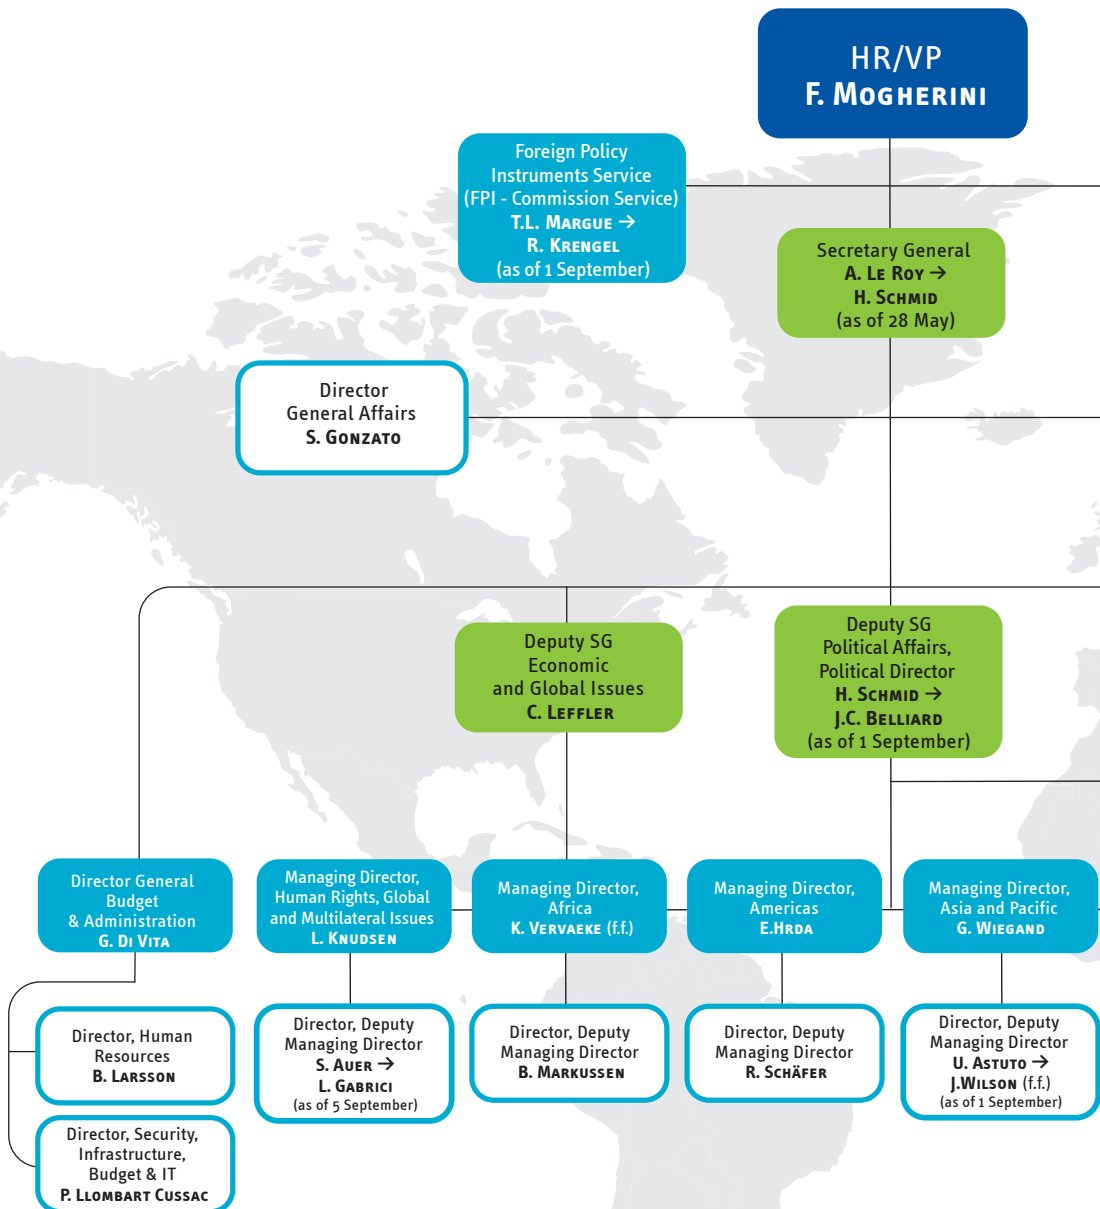 HR/VP
F. Mogherini
Foreign Policy
Instruments Service
(FPI - Commission Service)
T.L. Margue →
R. Krengel
(as of 1 September)
Secretary General
A. Le Roy →
H. Schmid
(as of 28 May)
Director
General Affairs
S. Gonzato
Deputy SG
Economic
and Global Issues
C. Leffler
Deputy SG
Political Affairs,
Political Director
H. Schmid →
J.C. Belliard
(as of 1 September)
Director General
Budget
& Administration
G. Di Vita
Managing Director,
Human Rights, Global
and Multilateral Issues
L. Knudsen
Managing Director,
Africa
K. Vervaeke (f.f.)
Managing Director,
Americas
E.Hrda
Managing Director,
Asia and Pacific
G. Wiegand
Director, Human
Resources
B. Larsson
Director, Deputy
Managing Director
S. Auer →
L. Gabrici
(as of 5 September)
Director, Deputy
Managing Director
B. Markussen
Director, Deputy
Managing Director
R. Schäfer
Director, Deputy
Managing Director
U. Astuto →
J.Wilson (f.f.)
(as of 1 September)
Director, Security,
Infrastructure,
Budget & IT
P. Llombart Cussac